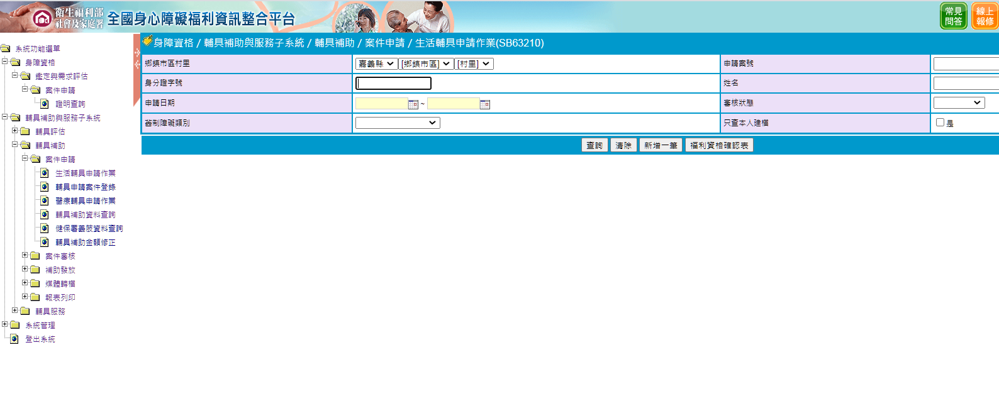 衛生福利部
社會及家庭署
全國身心障礙福利資訊整合平台
常見
問答
線上
報修
系統功能選單
身障資格
鑑定與需求評估
案件申請
證明查詢
輔具補助與服務子系統
輔具評估
輔具補助
案件申請
生活輔具申請作業
輔具申請案件登錄
醫療輔具申請作業
輔具補助資料查詢
健保署義肢資料查詢
輔具補助金額修正
案件審核
補助發放
媒體轉檔
報表列印
輔具服務
系統管理
登出系統
身障資格 / 輔具補助與服務子系統 / 輔具補助 / 案件申請 / 生活輔具申請作業(SB63210)
鄉鎮市區村里 嘉義縣 [鄉鎮市區] [村里] 申請案號
身分證字號 姓名
申請日期 ~ 審核狀態
舊制障礙類別 只查本人建檔 是
查詢 清除 新增一筆 福利資格確認表